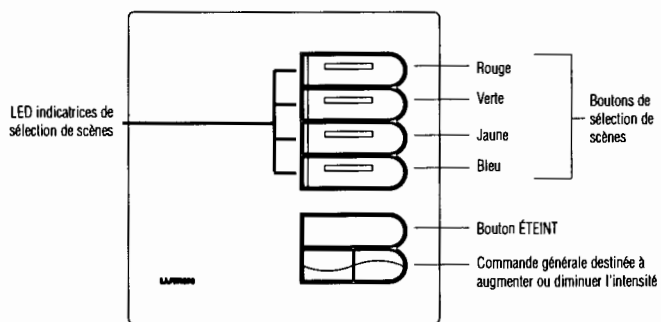 LED indicatrices de
sélection de scènes
Rouge
Verte
Jaune
Bleu
Boutons de
sélection de
scènes
Bouton ÉTEINT
Commande générale destinée à
augmenter ou diminuer l'intensité
LUTRON